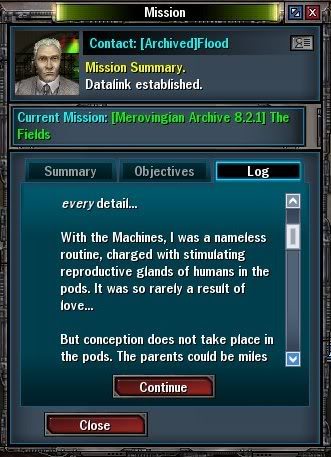 Mission
Contact: [Archived]Flood
Mission Summary.
Datalink established.
Current Mission: [Merovingian Archive 8.2.1] The
Fields
Summary
Objectives
Log
every detail...
With the Machines, I was a nameless
routine, charged with stimulating
reproductive glands of humans in the
pods. It was so rarely a result of
love...
But conception does not take place in
the pods. The parents could be miles
Continue
Close